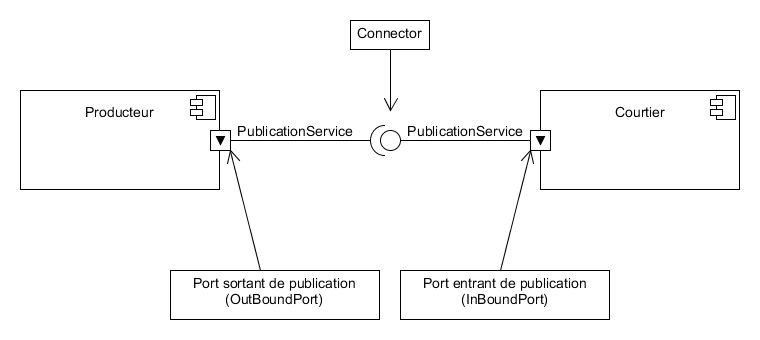 Connector
Producteur
Courtier
PublicationService
PublicationService
Port sortant de publication
(OutBoundPort)
Port entrant de publication
(InBoundPort)